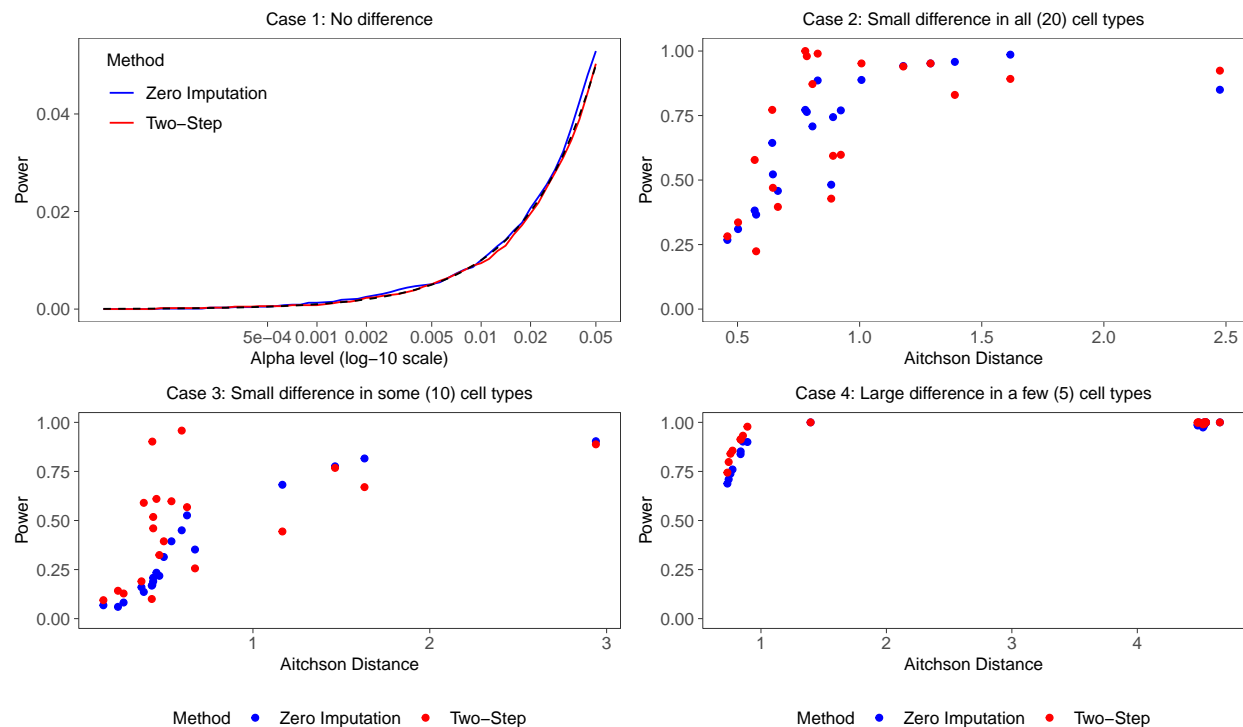 Case 1: No difference
Method
Zero Imputation
Two−Step
Power
0.04
0.02
0.00
5e−04 0.001 0.002 0.005 0.01 0.02 0.05
Alpha level (log−10 scale)
Case 2: Small difference in all (20) cell types
Power
1.00
0.75
0.50
0.25
0.00
0.5 1.0 1.5 2.0 2.5
Aitchson Distance
Case 3: Small difference in some (10) cell types
Power
1.00
0.75
0.50
0.25
0.00
1 2 3
Aitchson Distance
Method Zero Imputation Two−Step
Case 4: Large difference in a few (5) cell types
Power
1.00
0.75
0.50
0.25
0.00
1 2 3 4
Aitchson Distance
Method Zero Imputation Two−Step